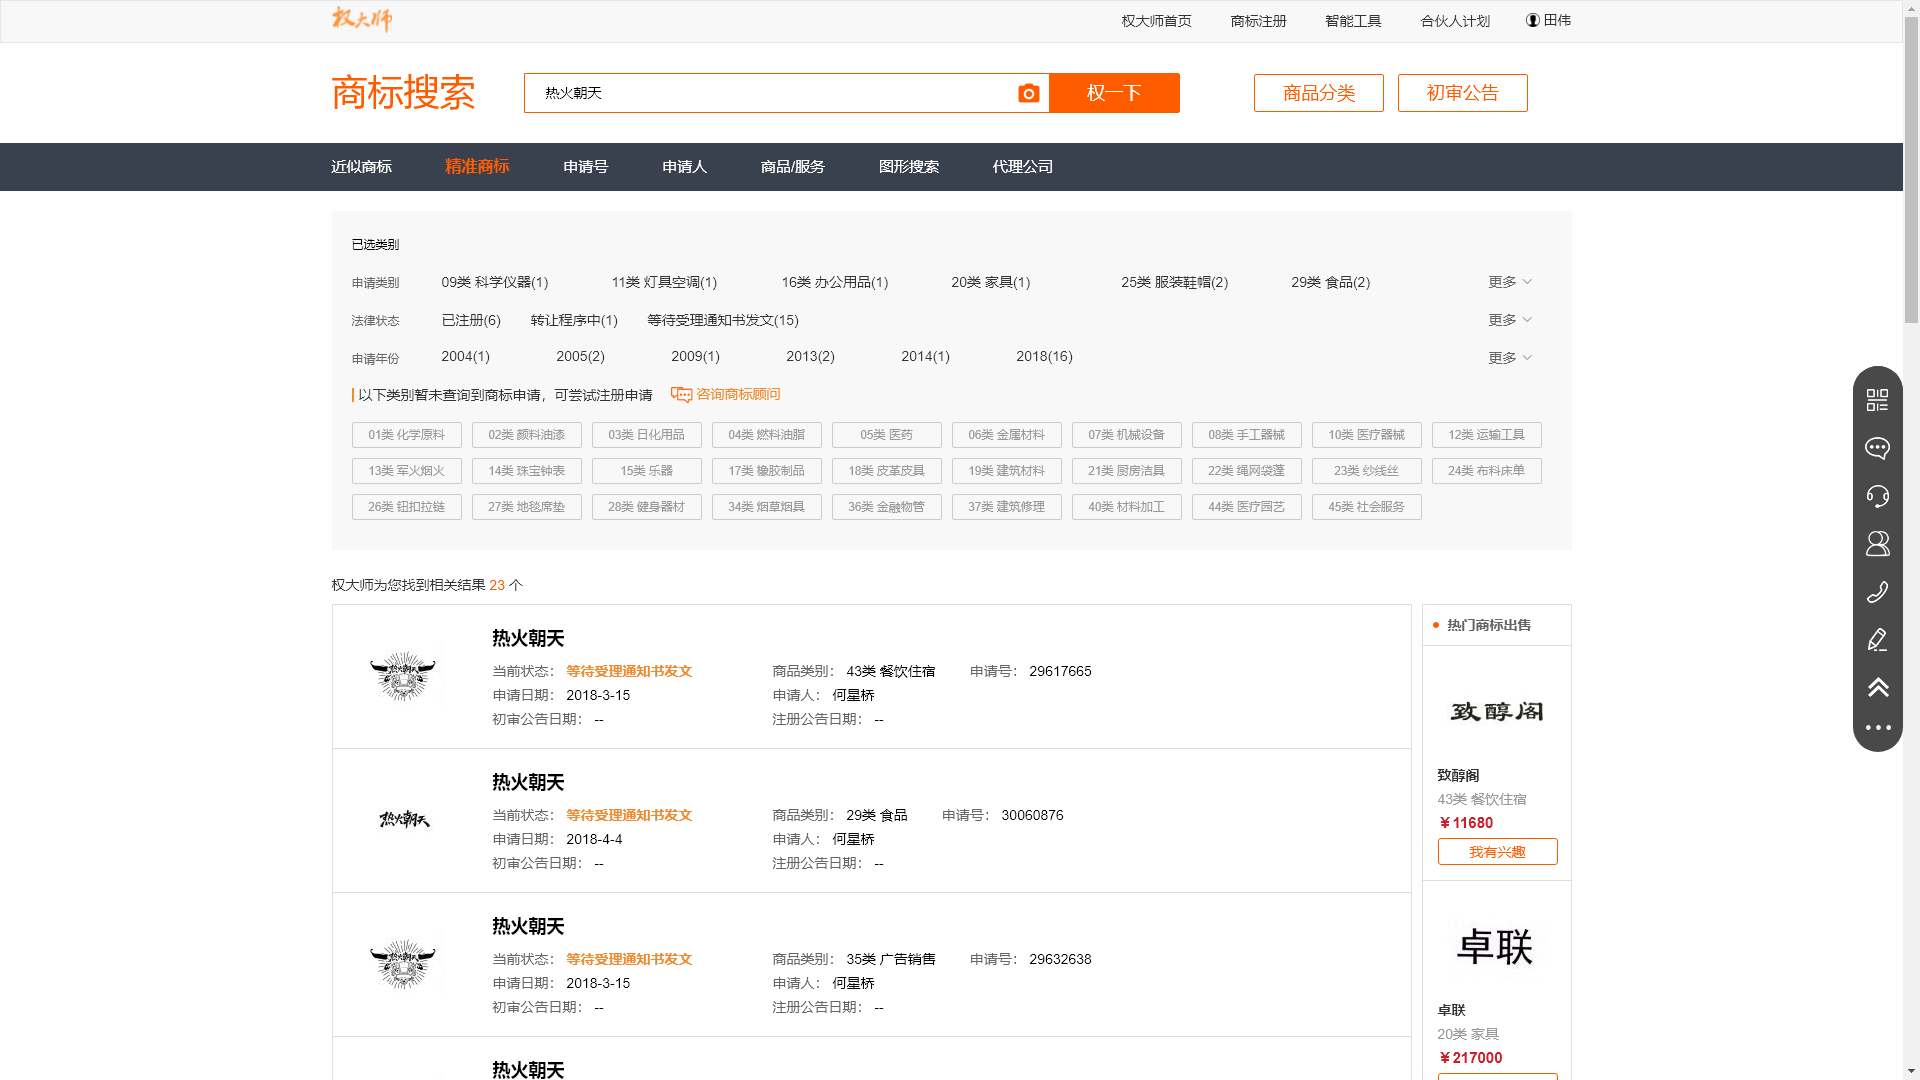 权大师
权大师首页 商标注册 智能工具 合伙人计划 田伟
商标搜索 热火朝天 权一下 商品分类 初审公告
近似商标 精准商标 申请号 申请人 商品/服务 图形搜索 代理公司
已选类别
申请类别 09类 科学仪器(1) 11类 灯具空调(1) 16类 办公用品(1) 20类 家具(1) 25类 服装鞋帽(2) 29类 食品(2) 更多
法律状态 已注册(6) 转让程序中(1) 等待受理通知书发文(15) 更多
申请年份 2004(1) 2005(2) 2009(1) 2013(2) 2014(1) 2018(16) 更多
以下类别暂未查询到商标申请，可尝试注册申请 咨询商标顾问
01类 化学原料 02类 颜料油漆 03类 日化用品 04类 燃料油脂 05类 医药 06类 金属材料 07类 机械设备 08类 手工器械 10类 医疗器械 12类 运输工具
13类 军火烟火 14类 珠宝钟表 15类 乐器 17类 橡胶制品 18类 皮革皮具 19类 建筑材料 21类 厨房洁具 22类 绳网袋篷 23类 纱线丝 24类 布料床单
26类 钮扣拉链 27类 地毯席垫 28类 健身器材 34类 烟草烟具 36类 金融物管 37类 建筑修理 40类 材料加工 44类 医疗园艺 45类 社会服务
权大师为您找到相关结果 23 个
热火朝天
热火朝天
当前状态： 等待受理通知书发文 商品类别： 43类 餐饮住宿 申请号： 29617665
申请日期： 2018-3-15 申请人： 何星桥
初审公告日期： -- 注册公告日期： --
热火朝天
热火朝天
当前状态： 等待受理通知书发文 商品类别： 29类 食品 申请号： 30060876
申请日期： 2018-4-4 申请人： 何星桥
初审公告日期： -- 注册公告日期： --
热火朝天
热火朝天
当前状态： 等待受理通知书发文 商品类别： 35类 广告销售 申请号： 29632638
申请日期： 2018-3-15 申请人： 何星桥
初审公告日期： -- 注册公告日期： --
热火朝天
热门商标出售
致醇阁
致醇阁
43类 餐饮住宿
¥11680
我有兴趣
卓联
卓联
20类 家具
¥217000